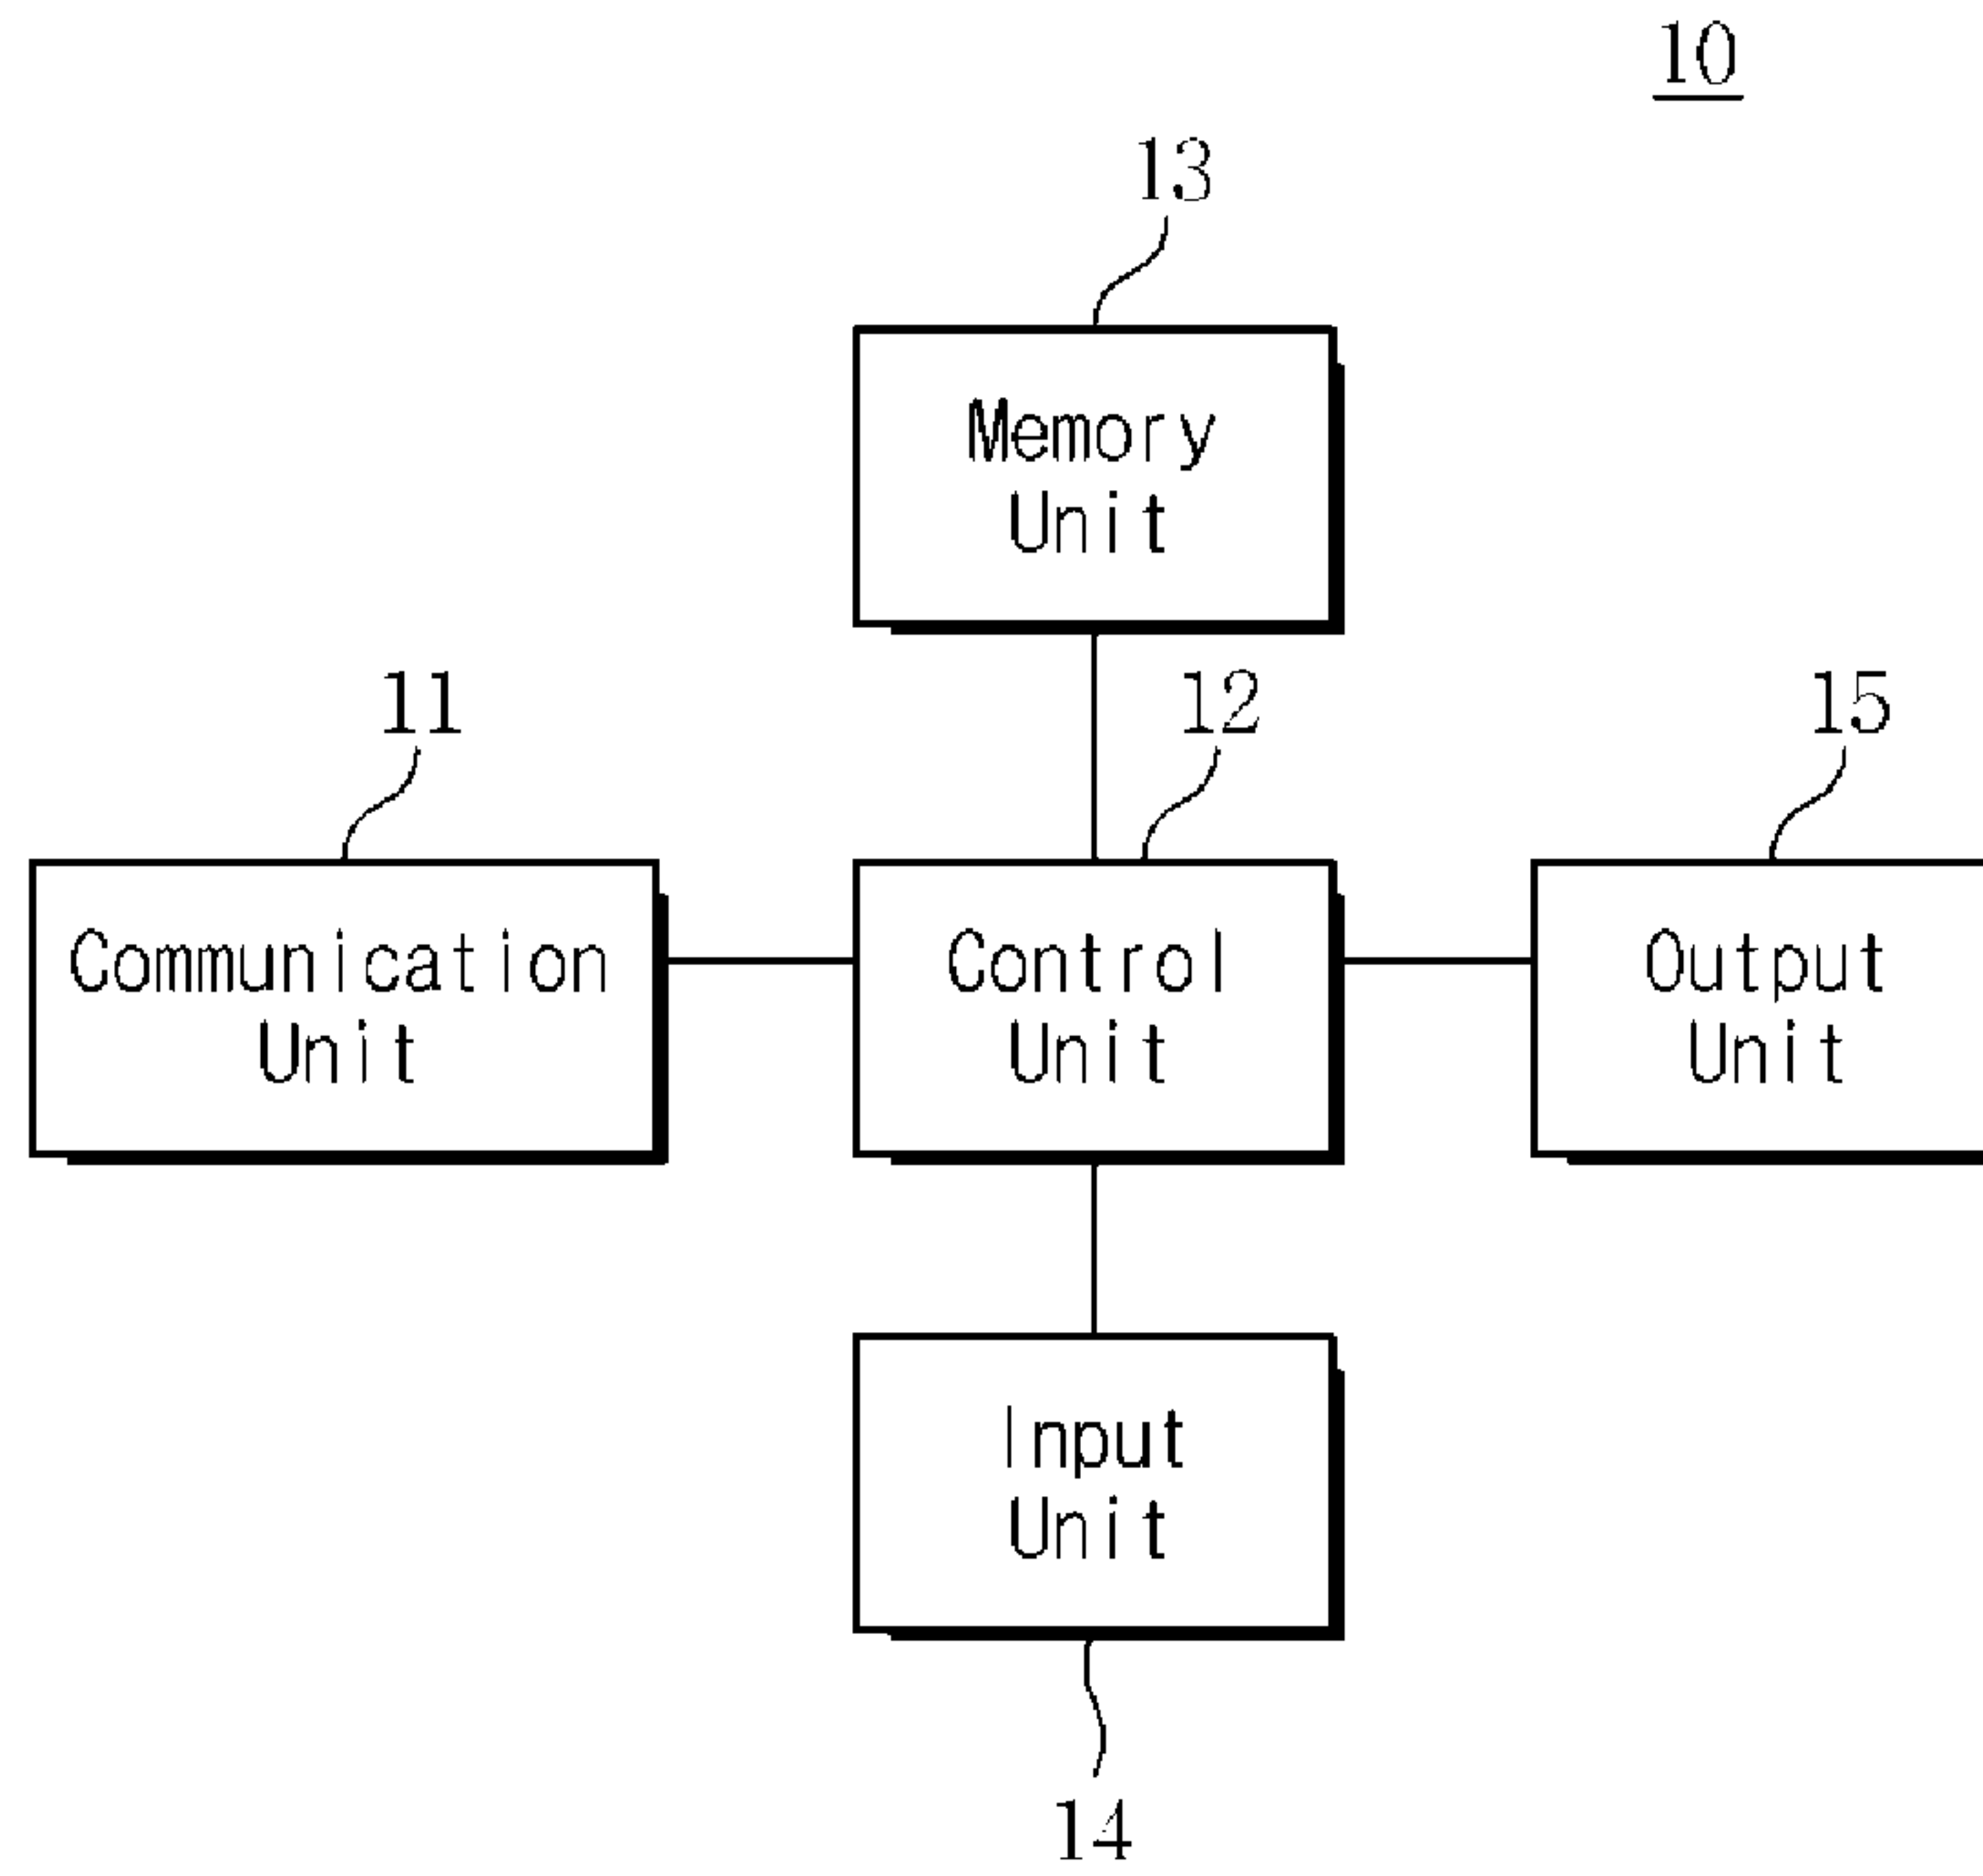 10
13
Memory
Unit
11
12
15
Communication
Unit
Control
Unit
Output
Unit
Input
Unit
14